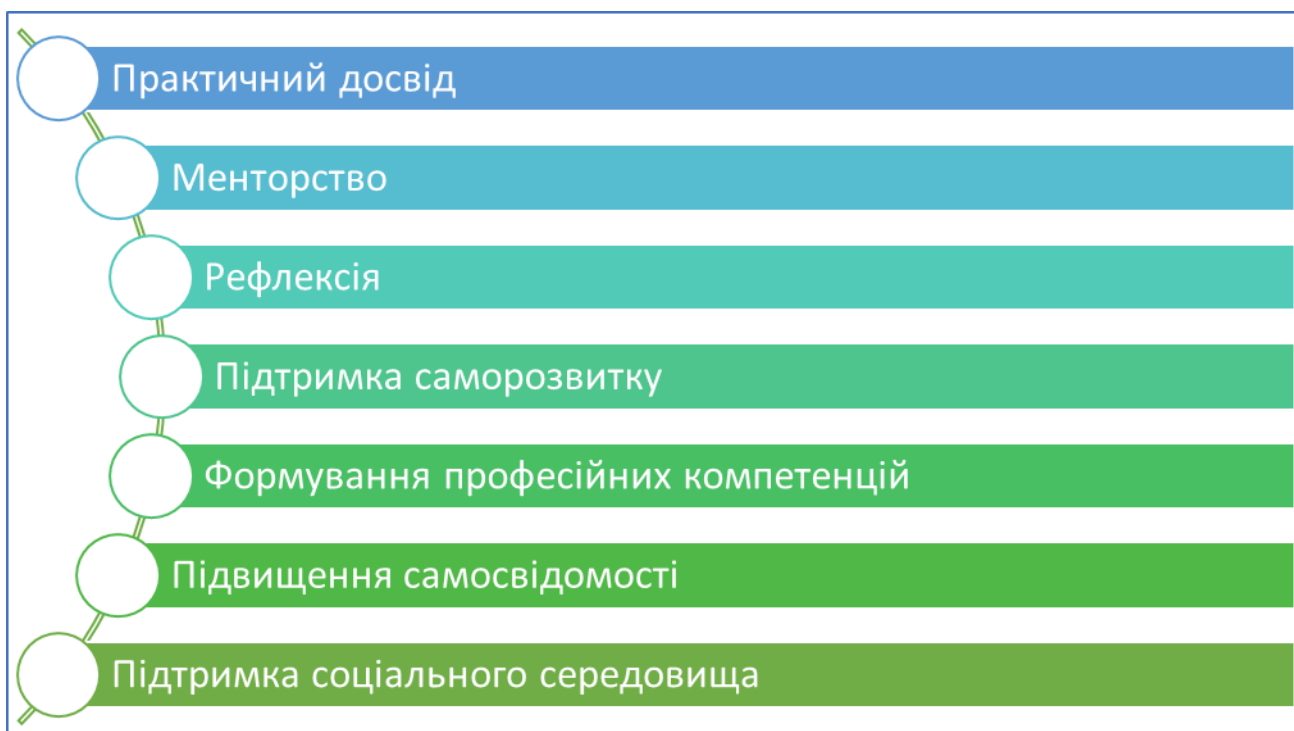 Практичний досвід
Менторство
Рефлексія
Підтримка саморозвитку
Формування професійних компетенцій
Підвищення самосвідомості
Підтримка соціального середовища